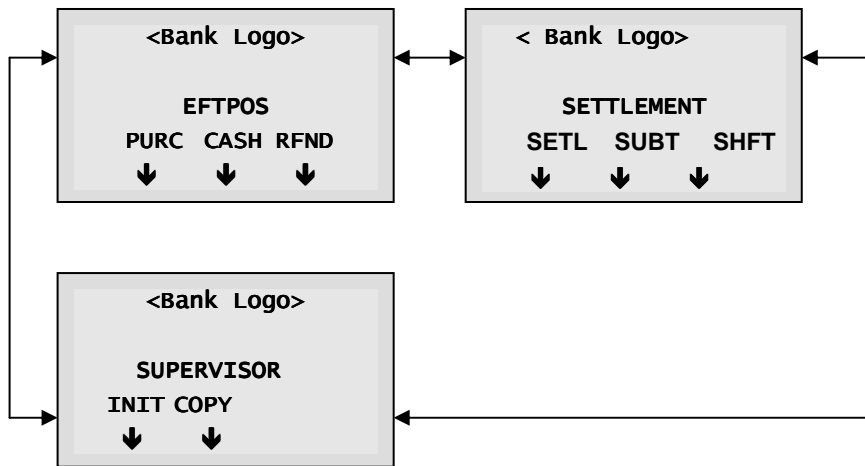 <Bank Logo>
EFTPOS
PURC CASH RFND
< Bank Logo>
SETTLEMENT
SETL SUBT SHFT
<Bank Logo>
SUPERVISOR
INIT COPY